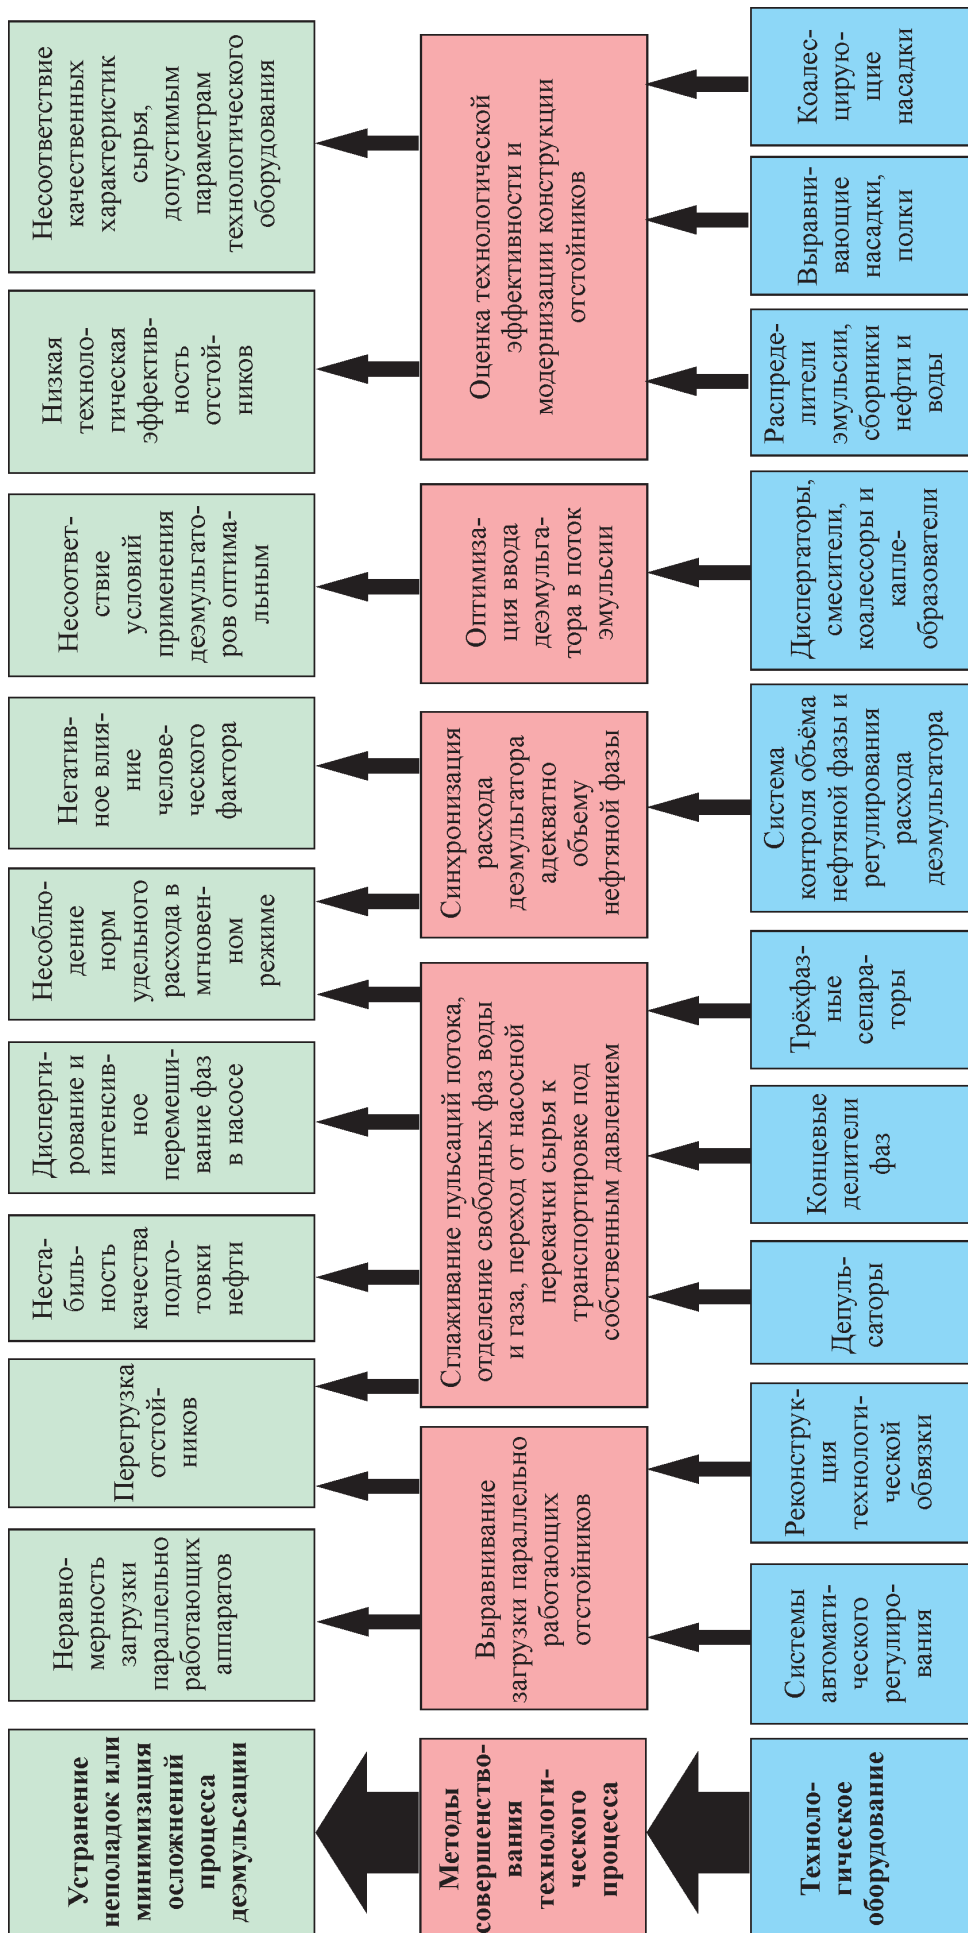 Устранение
неполадок или
минимизация
осложнений
процесса
деэмульсации
Неравно-
мерность
загрузки
параллельно
работающих
аппаратов
Перегрузка
отстой-
ников
Неста-
биль-
ность
качества
подго-
товки
нефти
Дисперги-
рование и
интенсив-
ное
перемеши-
вание фаз
в насосе
Несоблю-
дение
норм
удельного
расхода в
мгновен-
ном
режиме
Негатив-
ное влия-
ние
челове-
ческого
фактора
Несоответ-
ствие
условий
применения
деэмульгато-
ров оптима-
льным
Низкая
техноло-
гическая
эффектив-
ность
отстой-
ников
Несоответствие
качественных
характеристик
сырья,
допустимым
параметрам
технологического
оборудования
Методы
совершенство-
вания
технологи-
ческого
процесса
Выравнивание
загрузки параллельно
работающих
отстойников
Сглаживание пульсаций потока,
отделение свободных фаз воды
и газа, переход от насосной
перекачки сырья к
транспортировке под
собственным давлением
Синхронизация
расхода
деэмульгатора
адекватно
объему
нефтяной фазы
Оптимиза-
ция ввода
деэмульга-
тора в поток
эмульсии
Оценка технологической
эффективности и
модернизации конструкции
отстойников
Техноло-
гическое
оборудование
Системы
автомати-
ческого
регулиро-
вания
Реконструк-
ция
технологи-
ческой
обвязки
Депуль-
саторы
Концевые
делители
фаз
Трёхфаз-
ные
сепара-
торы
Система
контроля объёма
нефтяной фазы и
регулирования
расхода
деэмультатора
Диспергаторы,
смесители,
коалессоры и
капле-
образователи
Распреде-
лители
эмульсии,
сборники
нефти и
воды
Выравни-
вающие
насадки,
полки
Коалес-
цирую-
щие
насадки